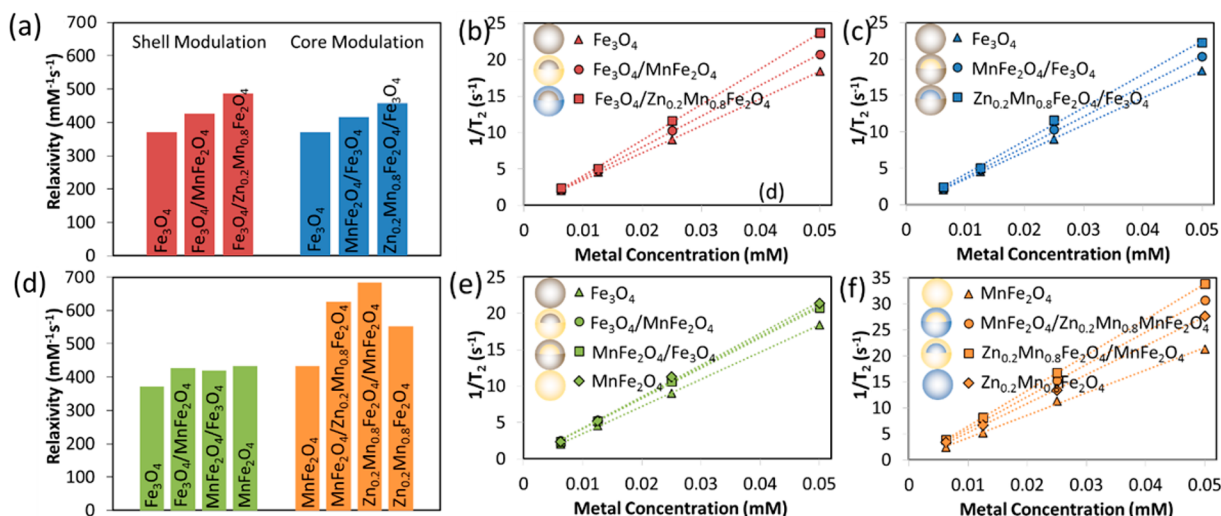 (a)
700
600
500
400
300
200
100
0
Relaxivity (mM⁻¹s⁻¹)
Shell Modulation
Core Modulation
Fe₃O₄
Fe₃O₄/MnFe₂O₄
Fe₃O₄/Zn₀.₂Mn₀.₈Fe₂O₄
Fe₃O₄
MnFe₂O₄/Fe₃O₄
Zn₀.₂Mn₀.₈Fe₂O₄/Fe₃O₄
(b)
25
20
15
10
5
0
1/T₂ (s⁻¹)
Fe₃O₄
Fe₃O₄/MnFe₂O₄
Fe₃O₄/Zn₀.₂Mn₀.₈Fe₂O₄
(d)
0 0.01 0.02 0.03 0.04 0.05
Metal Concentration (mM)
(c)
25
20
15
10
5
0
1/T₂ (s⁻¹)
Fe₃O₄
MnFe₂O₄/Fe₃O₄
Zn₀.₂Mn₀.₈Fe₂O₄/Fe₃O₄
0 0.01 0.02 0.03 0.04 0.05
Metal Concentration (mM)
(d)
700
600
500
400
300
200
100
0
Relaxivity (mM⁻¹s⁻¹)
Fe₃O₄
Fe₃O₄/MnFe₂O₄
MnFe₂O₄/Fe₃O₄
MnFe₂O₄
MnFe₂O₄
MnFe₂O₄/Zn₀.₂Mn₀.₈Fe₂O₄
Zn₀.₂Mn₀.₈Fe₂O₄/MnFe₂O₄
Zn₀.₂Mn₀.₈Fe₂O₄
(e)
25
20
15
10
5
0
1/T₂ (s⁻¹)
Fe₃O₄
Fe₃O₄/MnFe₂O₄
MnFe₂O₄/Fe₃O₄
MnFe₂O₄
0 0.01 0.02 0.03 0.04 0.05
Metal Concentration (mM)
(f)
35
30
25
20
15
10
5
0
1/T₂ (s⁻¹)
MnFe₂O₄
MnFe₂O₄/Zn₀.₂Mn₀.₈MnFe₂O₄
Zn₀.₂Mn₀.₈Fe₂O₄/MnFe₂O₄
Zn₀.₂Mn₀.₈Fe₂O₄
0 0.01 0.02 0.03 0.04 0.05
Metal Concentration (mM)